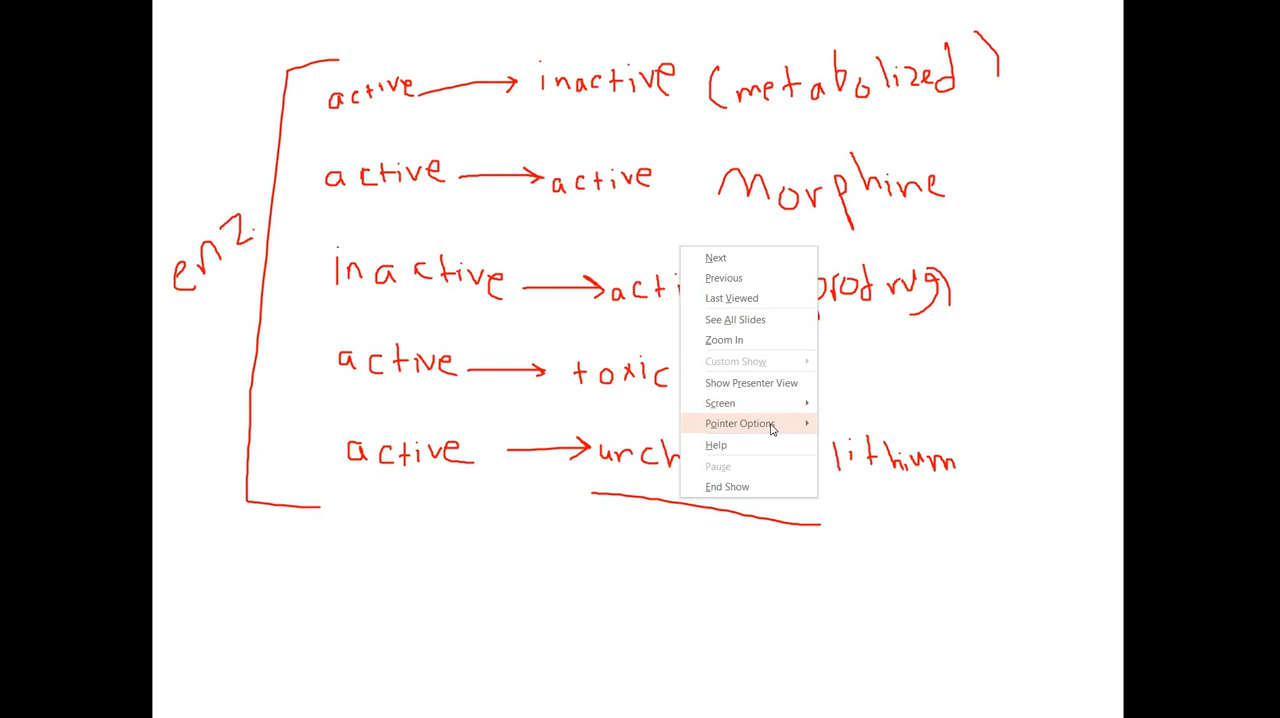 active → inactive (metabolized)
active → active Morphine
enz.
inactive → acti prodrug)
active → toxic
active → unch lithium
Next
Previous
Last Viewed
See All Slides
Zoom In
Custom Show
Show Presenter View
Screen
Pointer Options
Help
Pause
End Show